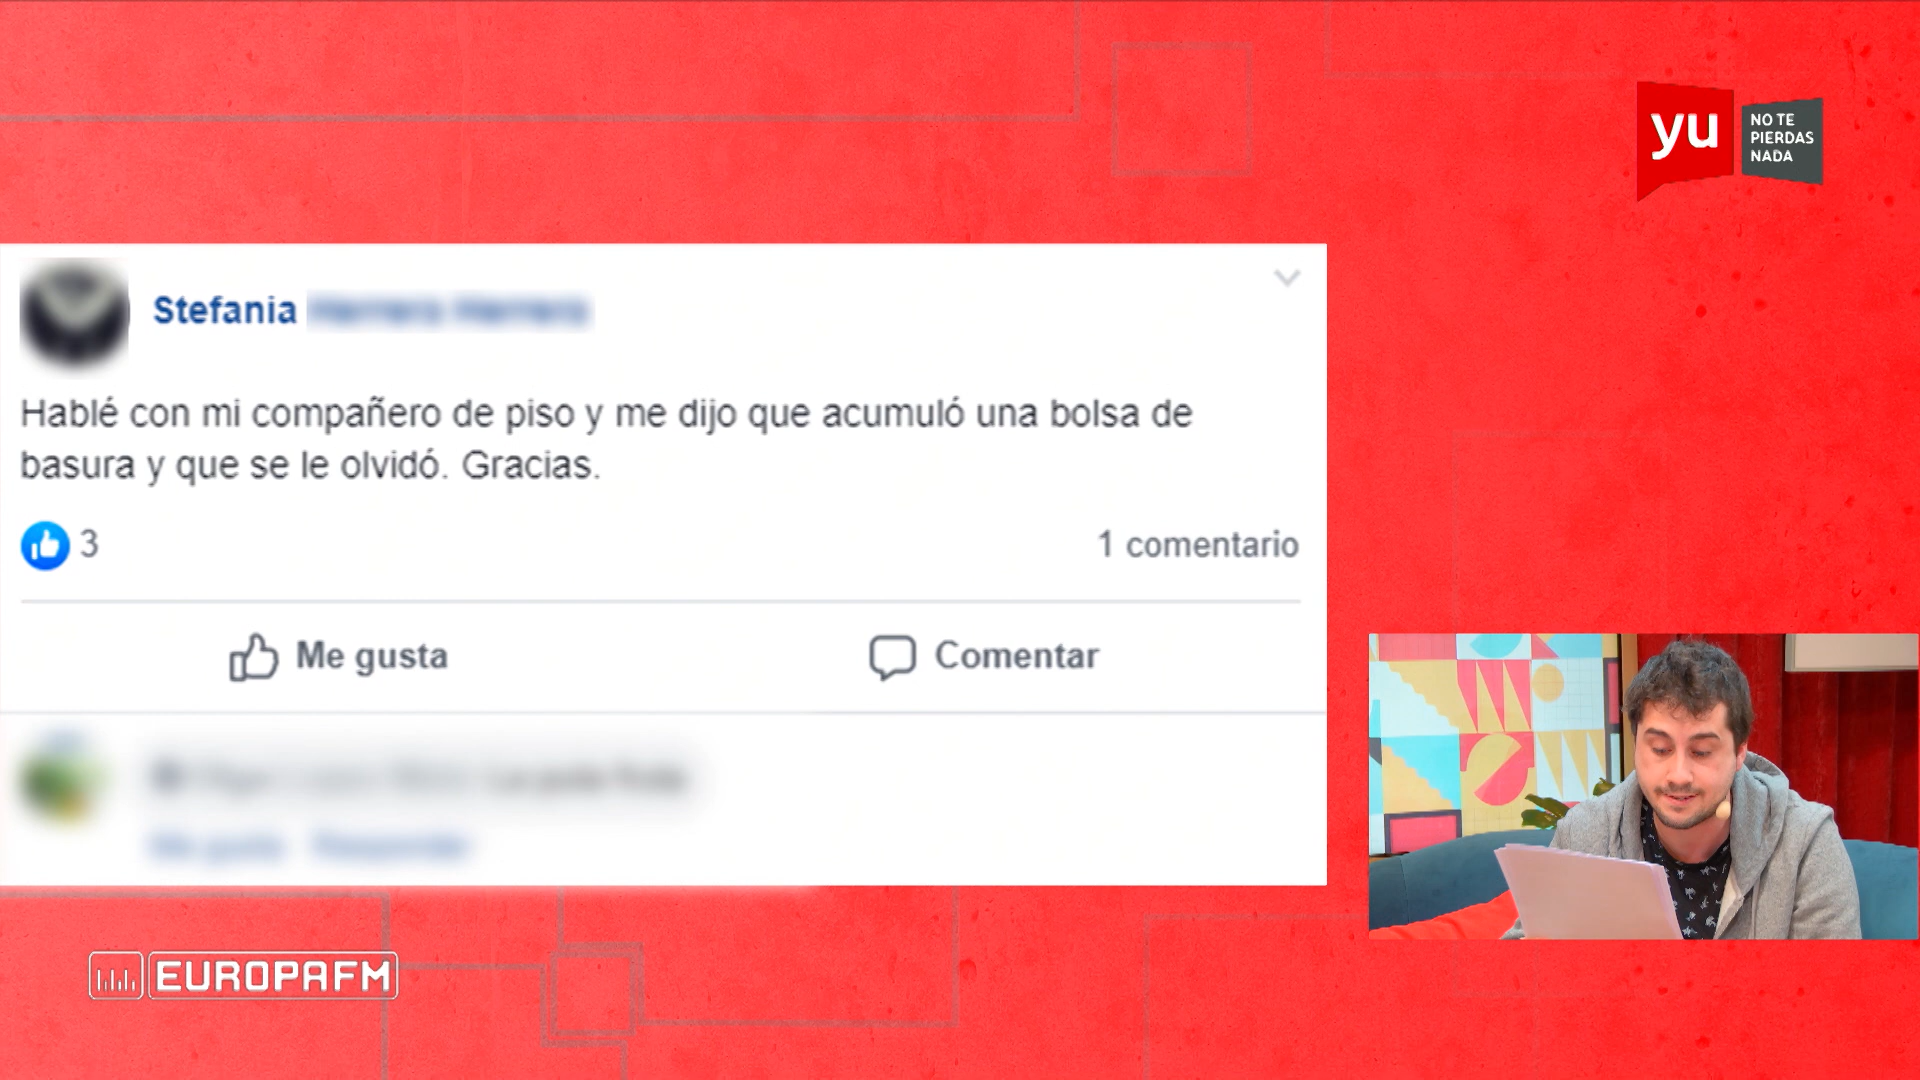 yu
NO TE
PIERDAS
NADA
Stefania
Hablé con mi compañero de piso y me dijo que acumuló una bolsa de
basura y que se le olvidó. Gracias.
3
1 comentario
Me gusta
Comentar
EUROPAFM